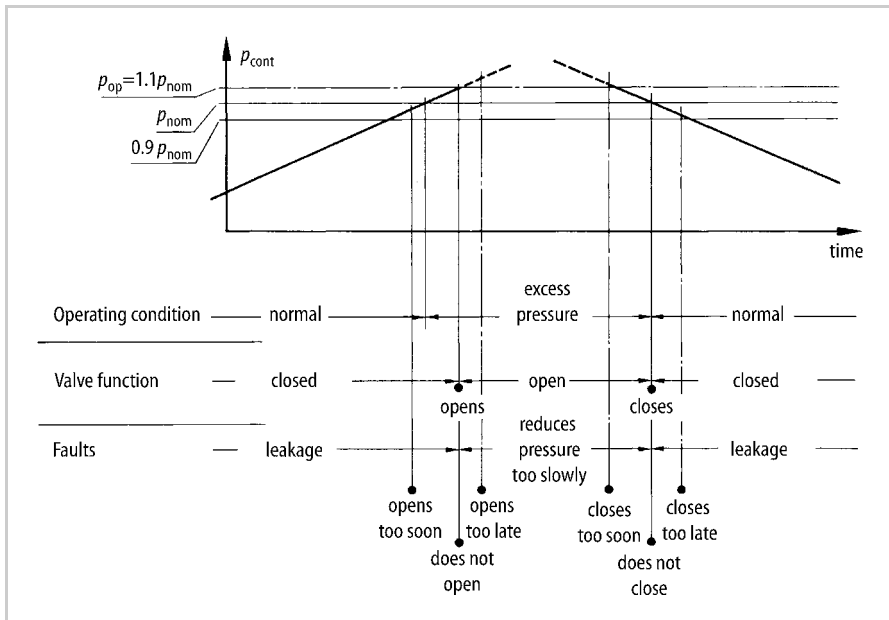 p_cont
p_op=1.1p_nom
p_nom
0.9 p_nom
time
excess
Operating condition normal pressure normal
Valve function closed open closed
opens closes
reduces
Faults leakage pressure leakage
too slowly
opens opens closes closes
too soon too late too soon too late
does not does not
open close